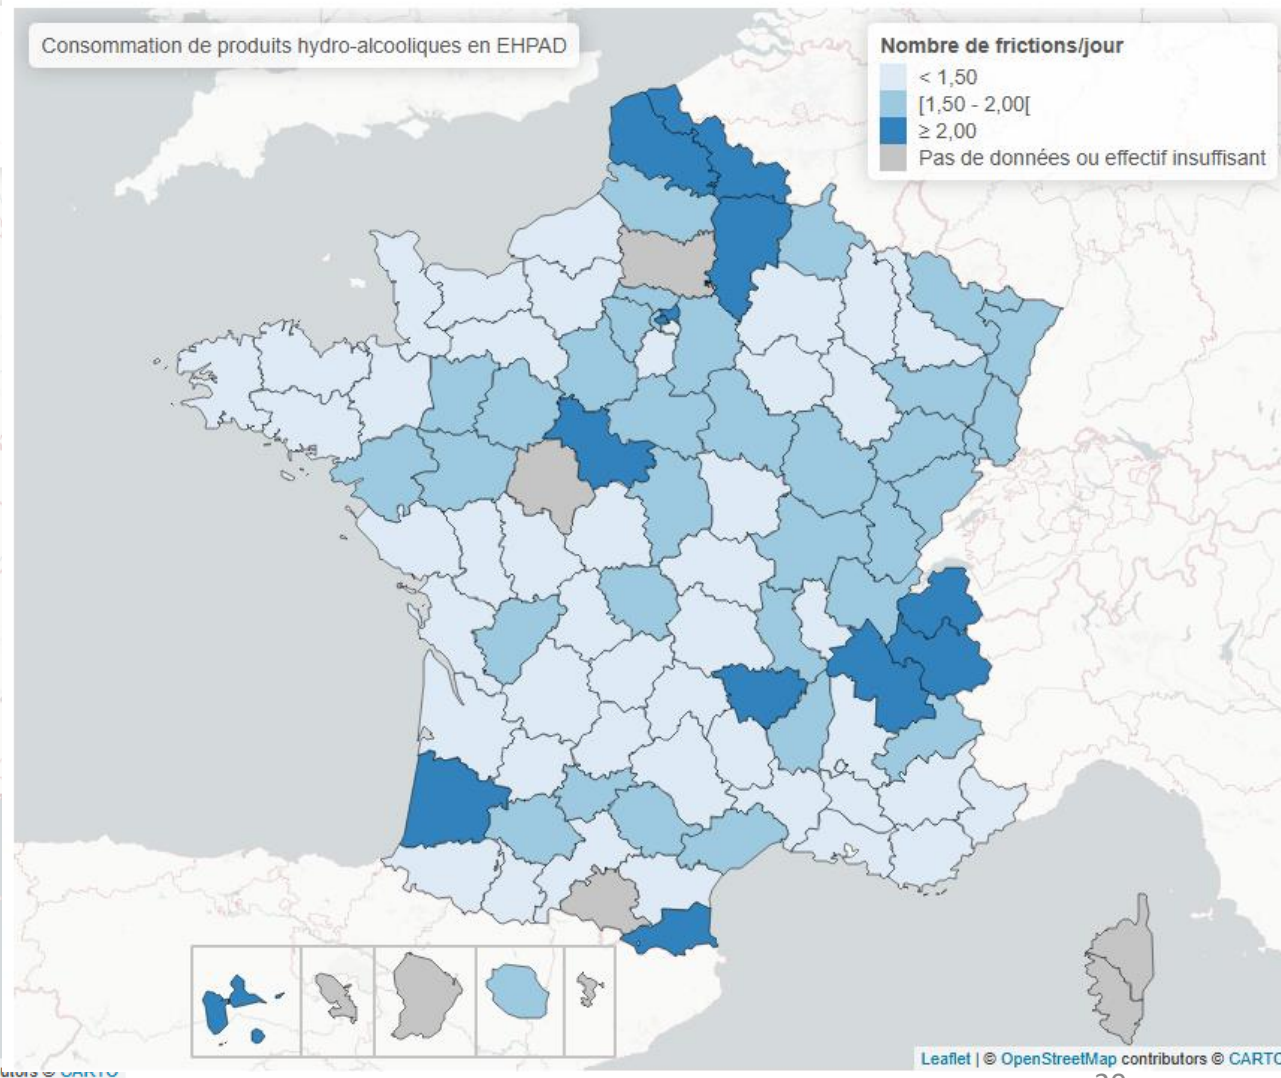 Consommation de produits hydro-alcooliques en EHPAD
Nombre de frictions/jour
< 1,50
[1,50 - 2,00[
≥ 2,00
Pas de données ou effectif insuffisant
Leaflet | © OpenStreetMap contributors © CARTO